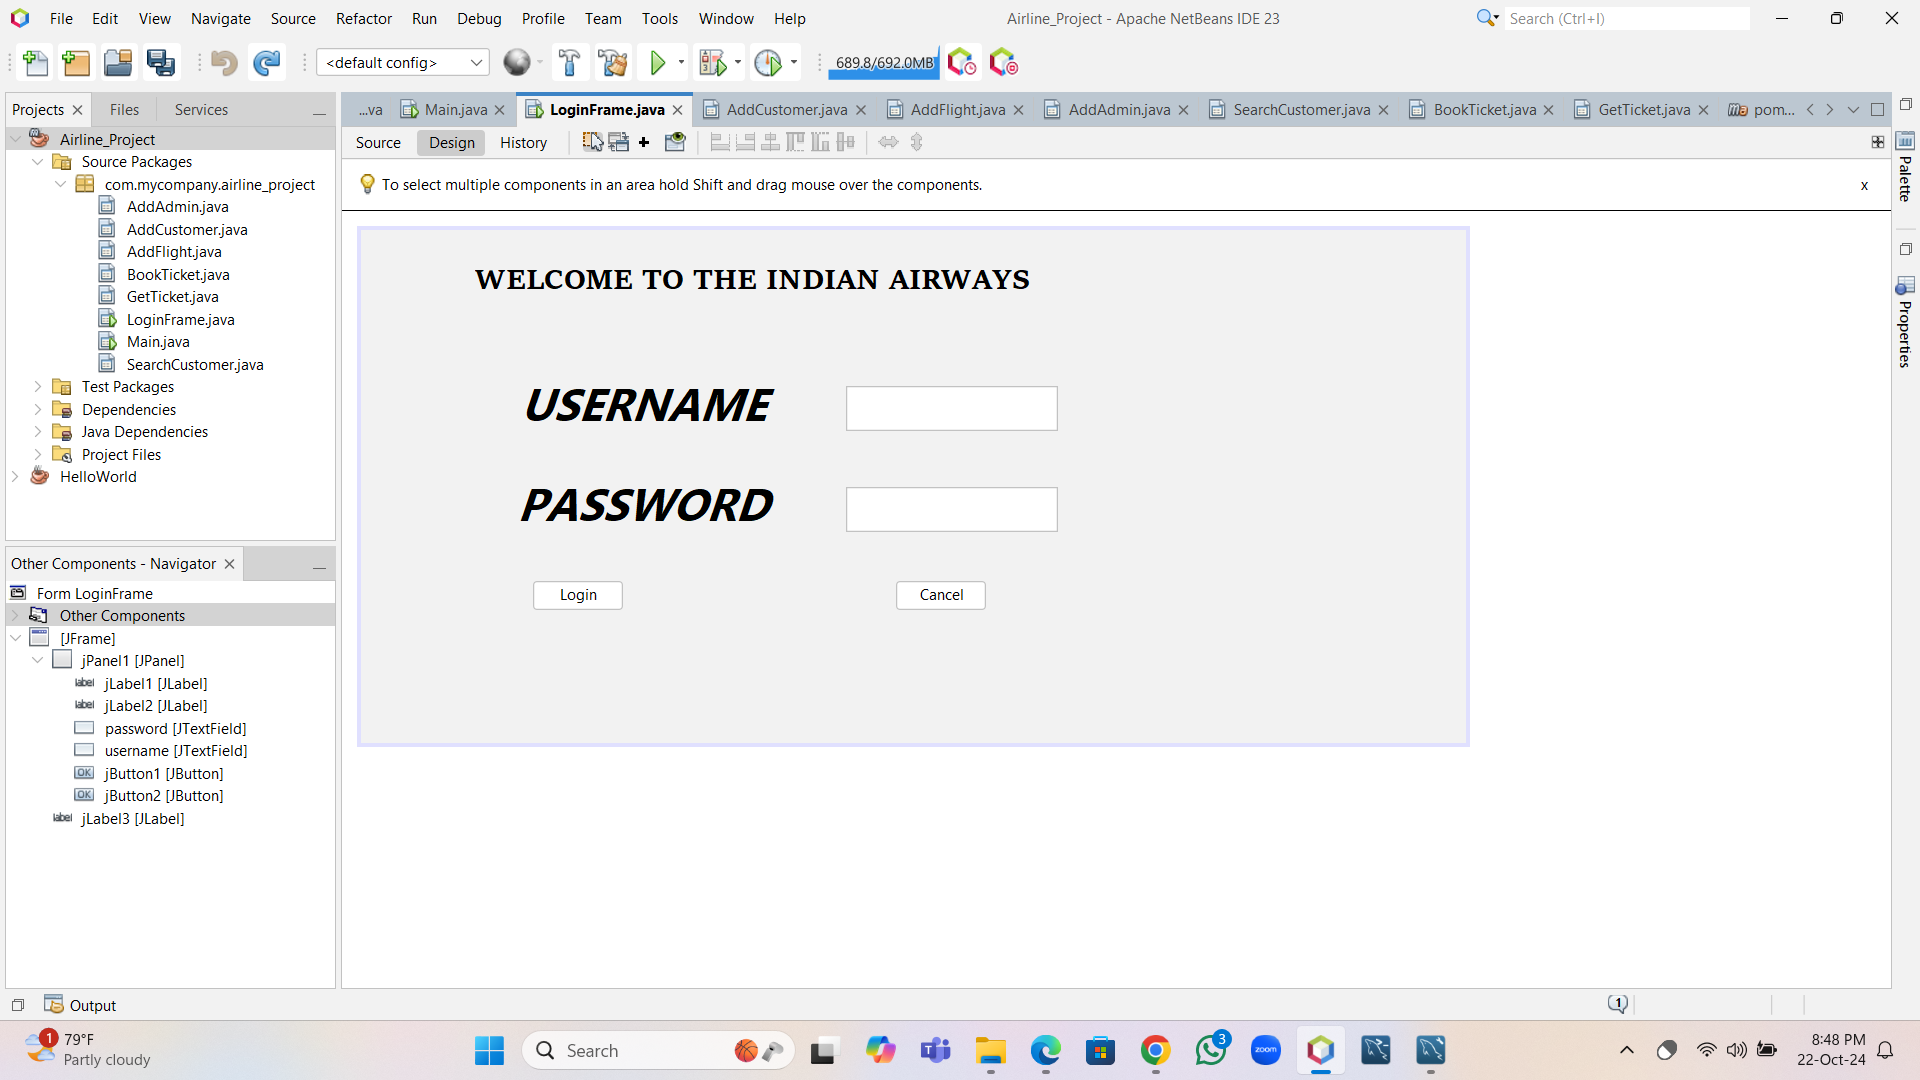 File Edit View Navigate Source Refactor Run Debug Profile Team Tools Window Help
Airline_Project - Apache NetBeans IDE 23
Search (Ctrl+I)
<default config>
689.8/692.0MB
Projects Files Services
...va Main.java LoginFrame.java AddCustomer.java AddFlight.java AddAdmin.java SearchCustomer.java BookTicket.java GetTicket.java pom...
Source Design History
To select multiple components in an area hold Shift and drag mouse over the components.
x
Palette
Properties
Airline_Project
Source Packages
com.mycompany.airline_project
AddAdmin.java
AddCustomer.java
AddFlight.java
BookTicket.java
GetTicket.java
LoginFrame.java
Main.java
SearchCustomer.java
Test Packages
Dependencies
Java Dependencies
Project Files
HelloWorld
WELCOME TO THE INDIAN AIRWAYS
USERNAME
PASSWORD
Login Cancel
Other Components - Navigator
Form LoginFrame
Other Components
[JFrame]
jPanel1 [JPanel]
label jLabel1 [JLabel]
label jLabel2 [JLabel]
password [JTextField]
username [JTextField]
OK jButton1 [JButton]
OK jButton2 [JButton]
label jLabel3 [JLabel]
Output
1
1
79°F
Partly cloudy
Search
3
zoom
8:48 PM
22-Oct-24